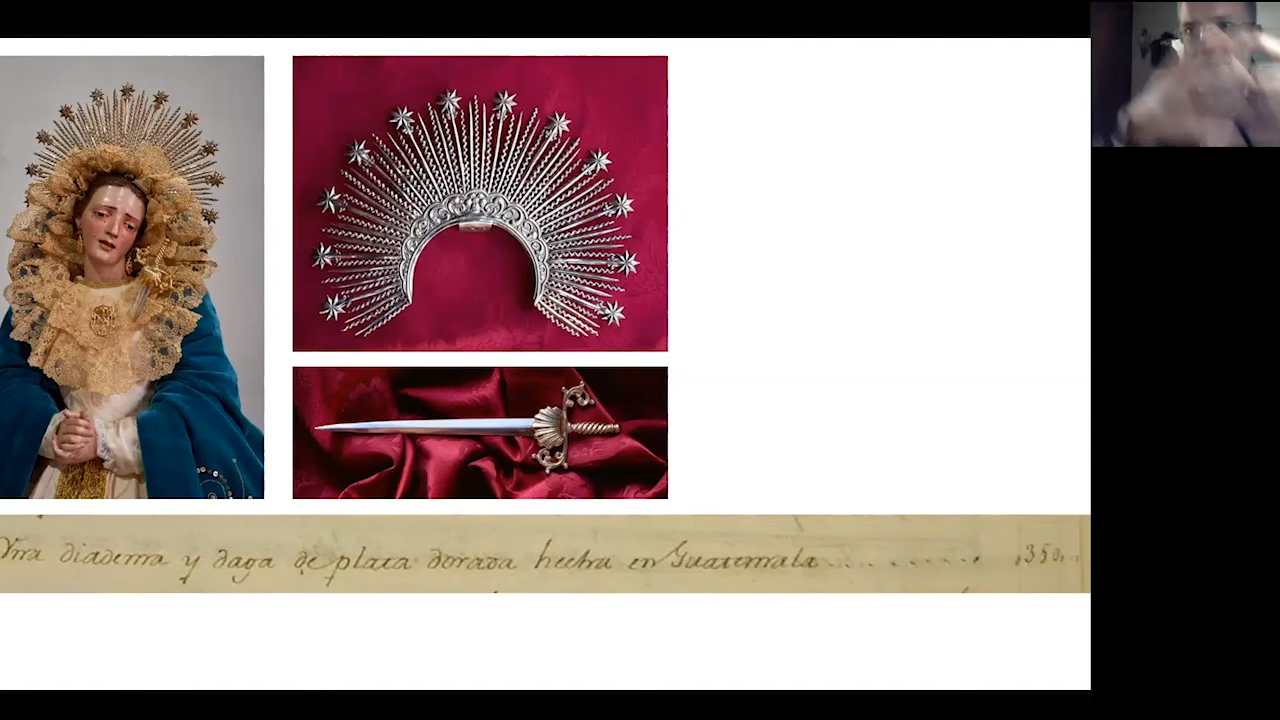 Vna diadema y daga de plata dorada hecha en Guatemala . . . . . . . . . 350,,